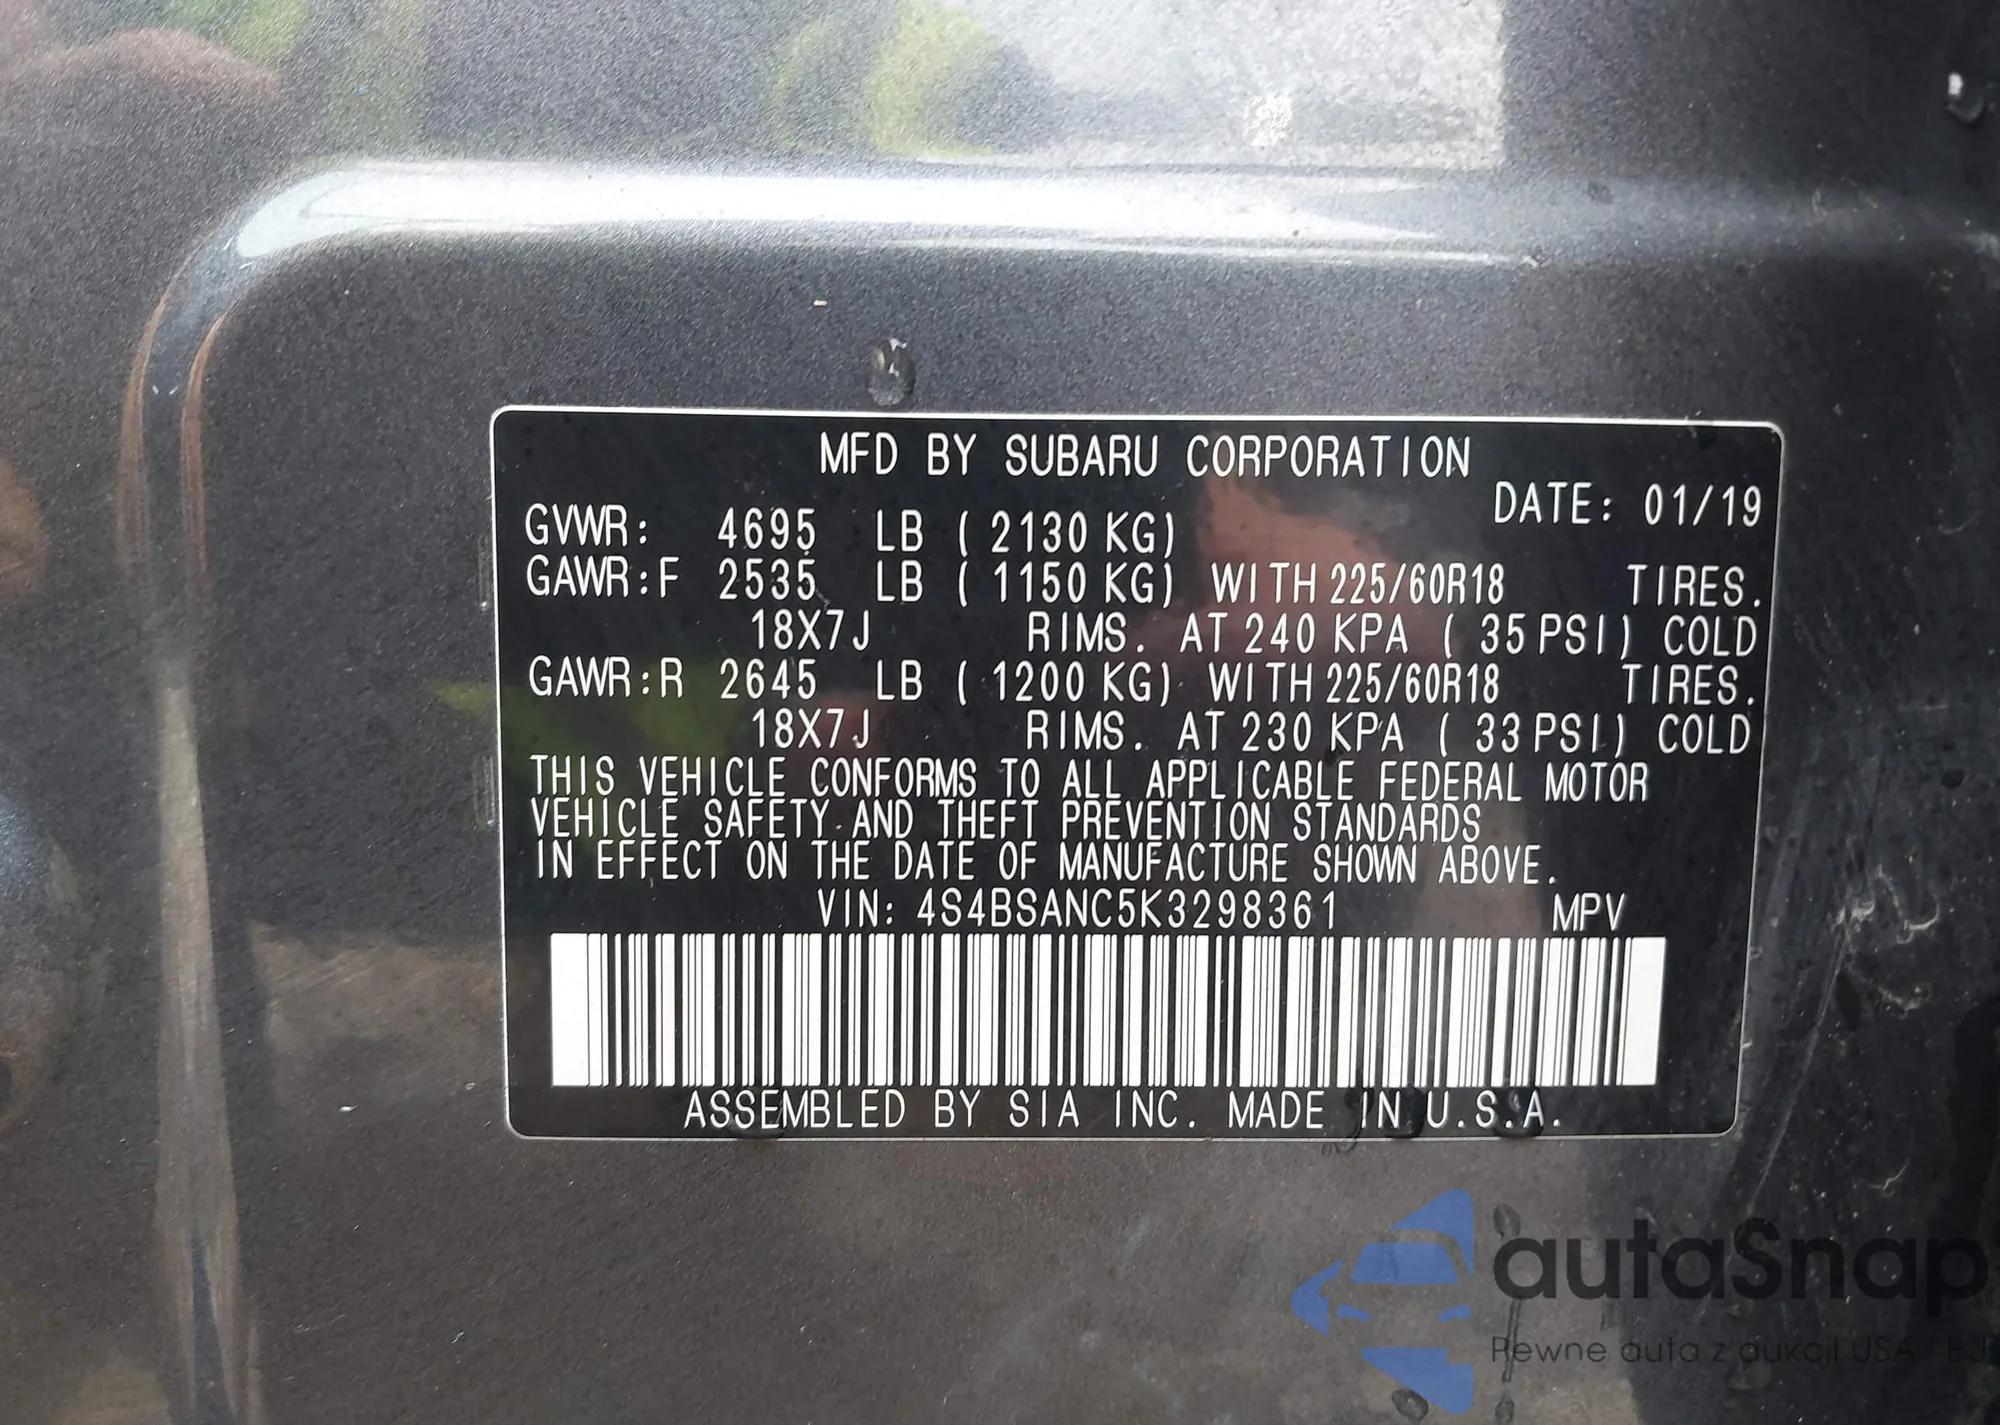 MFD BY SUBARU CORPORATION
DATE: 01/19
GVWR: 4695 LB ( 2130 KG)
GAWR:F 2535 LB ( 1150 KG) WITH 225/60R18 TIRES.
18X7J RIMS. AT 240 KPA ( 35 PSI) COLD
GAWR:R 2645 LB ( 1200 KG) WITH 225/60R18 TIRES.
18X7J RIMS. AT 230 KPA ( 33 PSI) COLD
THIS VEHICLE CONFORMS TO ALL APPLICABLE FEDERAL MOTOR
VEHICLE SAFETY AND THEFT PREVENTION STANDARDS
IN EFFECT ON THE DATE OF MANUFACTURE SHOWN ABOVE.
VIN: 4S4BSANC5K3298361 MPV
ASSEMBLED BY SIA INC. MADE IN U.S.A.
autaSnap
Pewne auta z aukcji USA